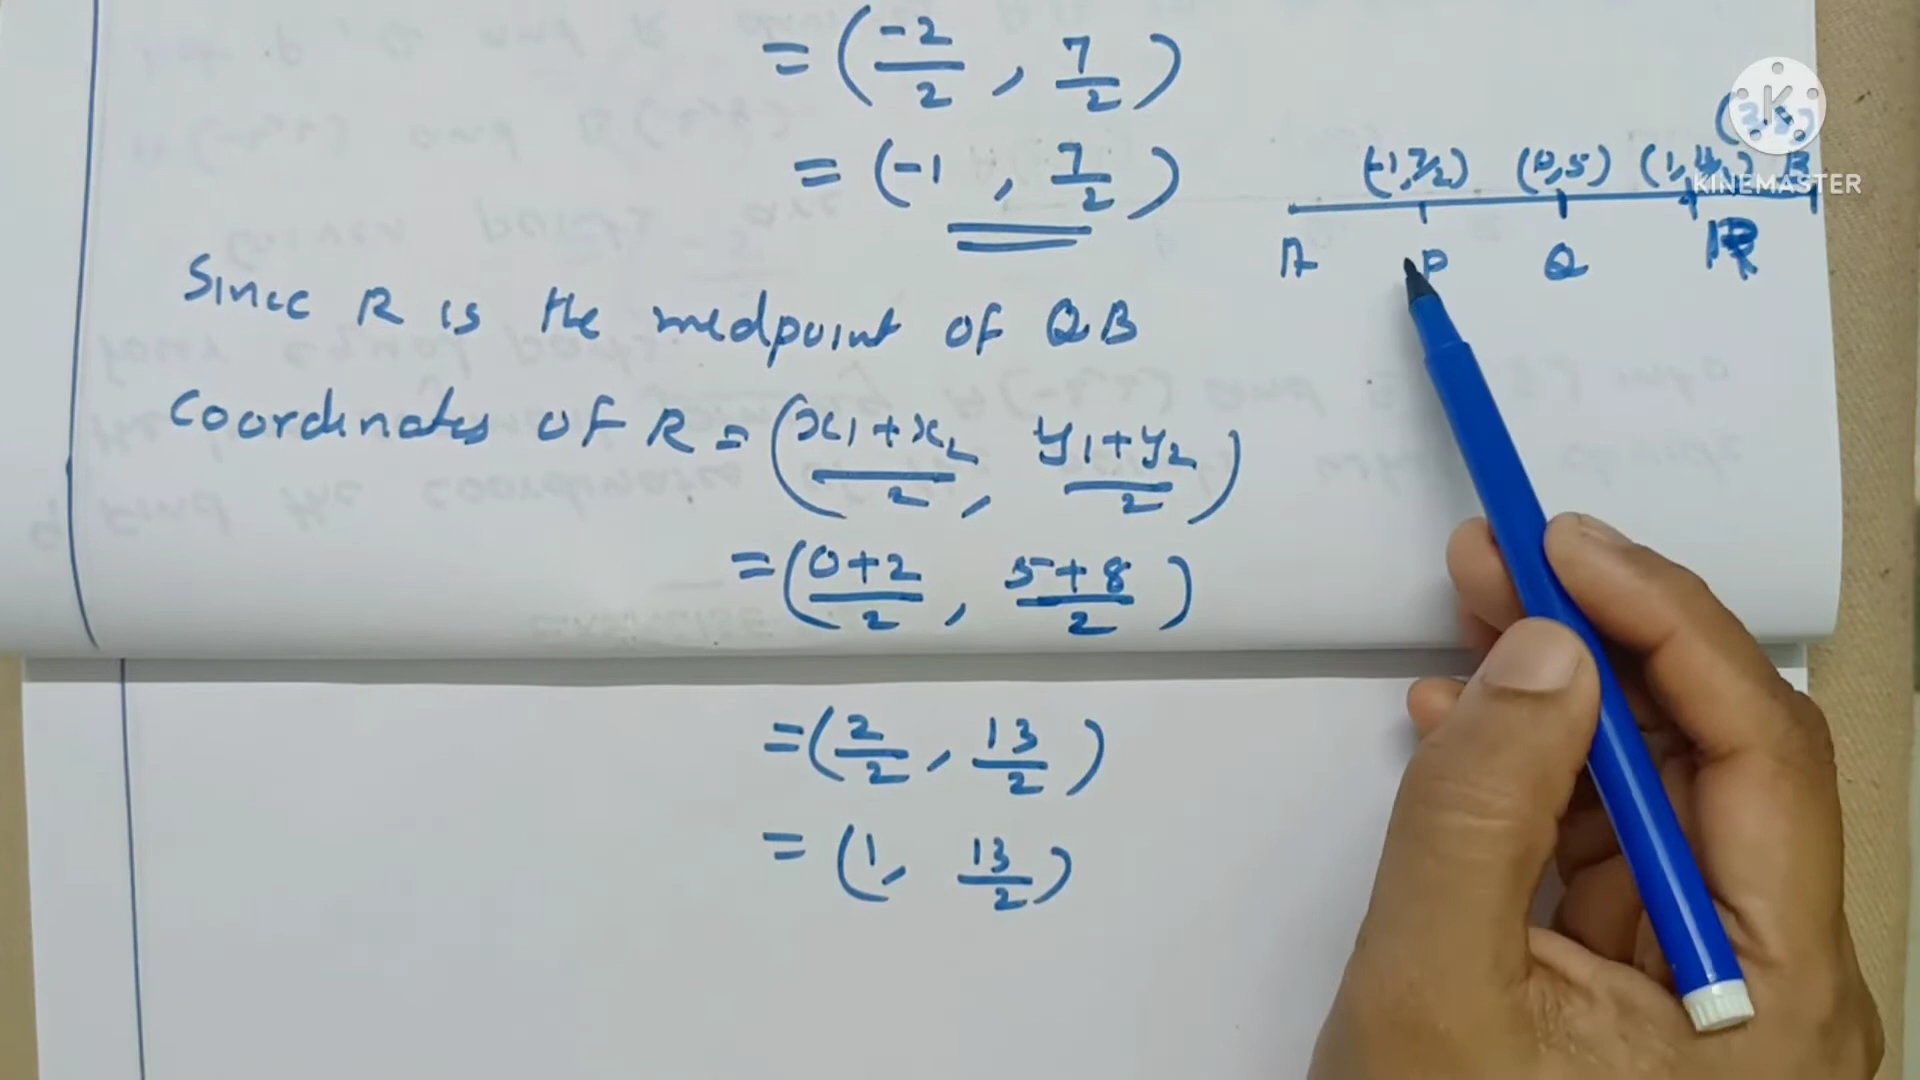 = (-2/2 , 7/2)
= (-1 , 7/2)
(-1, 7/2) (0,5) (1, B
KINEMASTER
A P Q R
Since R is the medpoint of QB
Coordinates of R = (x1+x2/2, y1+y2/2)
= (0+2/2, 5+8/2)
= (2/2, 13/2)
= (1, 13/2)